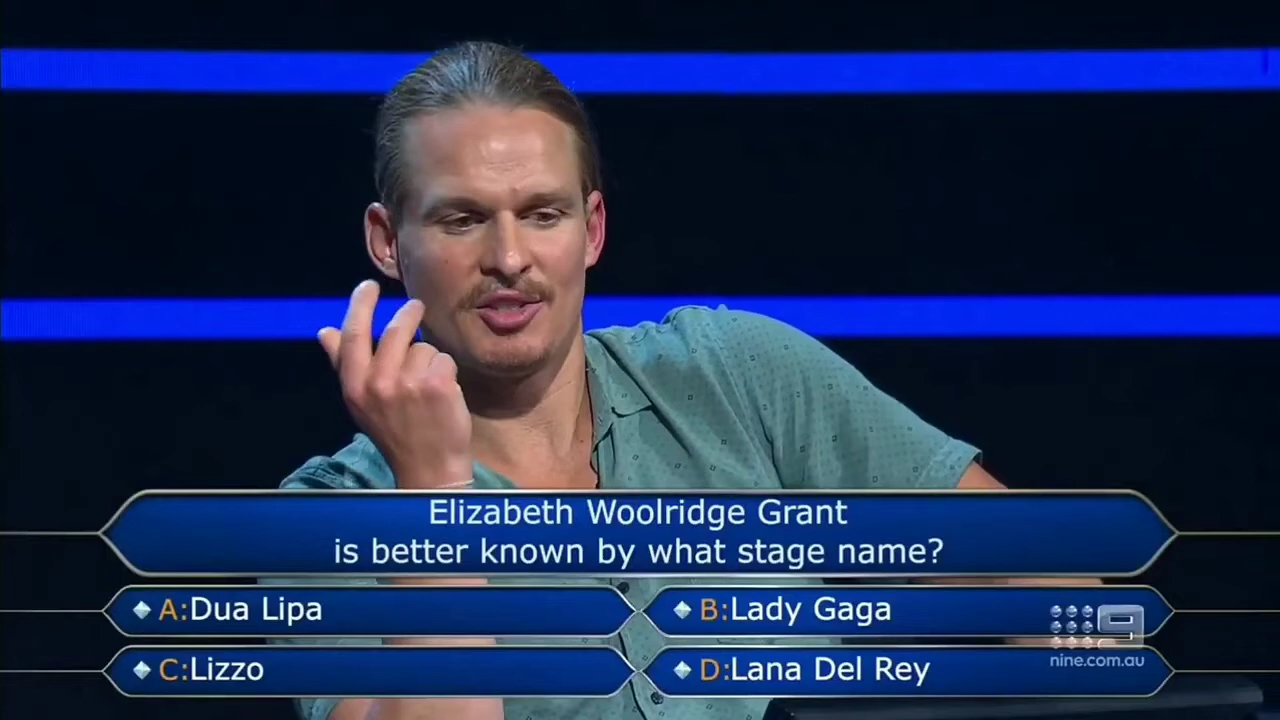 Elizabeth Woolridge Grant
is better known by what stage name?
A:Dua Lipa
B:Lady Gaga
C:Lizzo
D:Lana Del Rey
9
nine.com.au